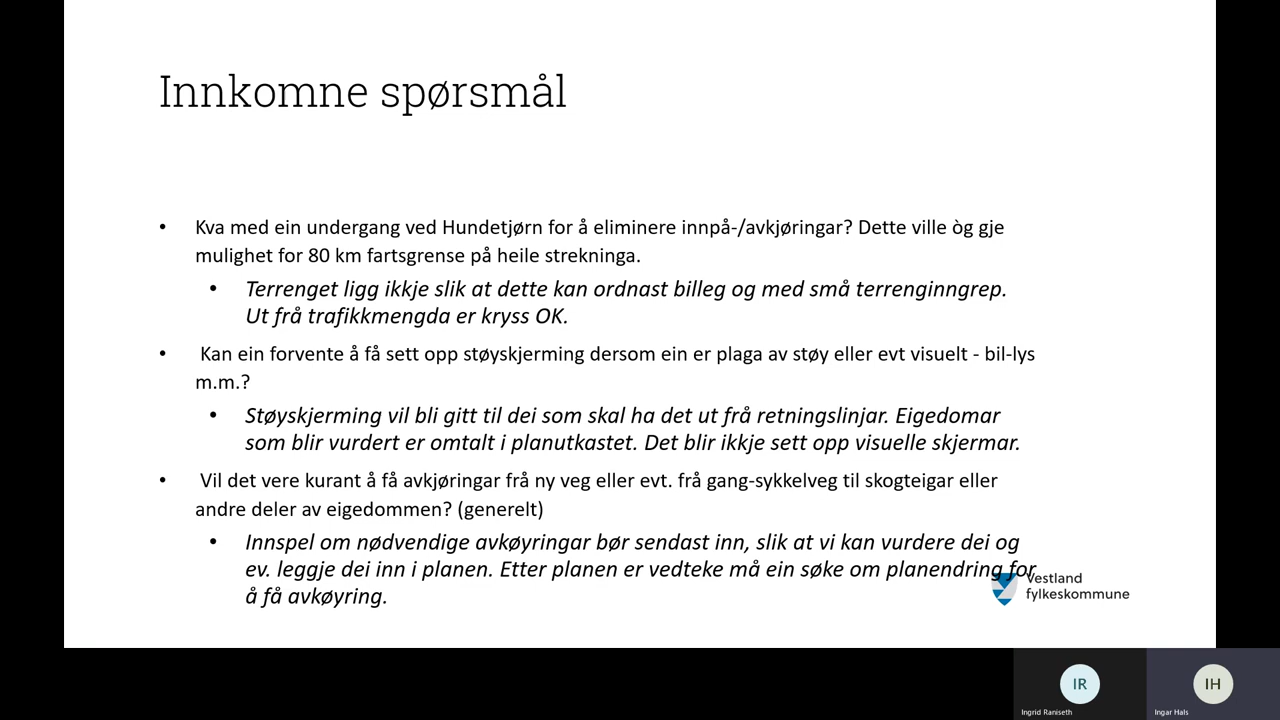 Innkomne spørsmål
• Kva med ein undergang ved Hundetjørn for å eliminere innpå-/avkjøringar? Dette ville òg gje
mulighet for 80 km fartsgrense på heile strekninga.
• Terrenget ligg ikkje slik at dette kan ordnast billeg og med små terrenginngrep.
Ut frå trafikkmengda er kryss OK.
• Kan ein forvente å få sett opp støyskjerming dersom ein er plaga av støy eller evt visuelt - bil-lys
m.m.?
• Støyskjerming vil bli gitt til dei som skal ha det ut frå retningslinjar. Eigedomar
som blir vurdert er omtalt i planutkastet. Det blir ikkje sett opp visuelle skjermar.
• Vil det vere kurant å få avkjøringar frå ny veg eller evt. frå gang-sykkelveg til skogteigar eller
andre deler av eigedommen? (generelt)
• Innspel om nødvendige avkøyringar bør sendast inn, slik at vi kan vurdere dei og
ev. leggje dei inn i planen. Etter planen er vedteke må ein søke om planendring for
å få avkøyring.
Vestland
fylkeskommune
IR
Ingrid Raniseth
IH
Ingar Hals